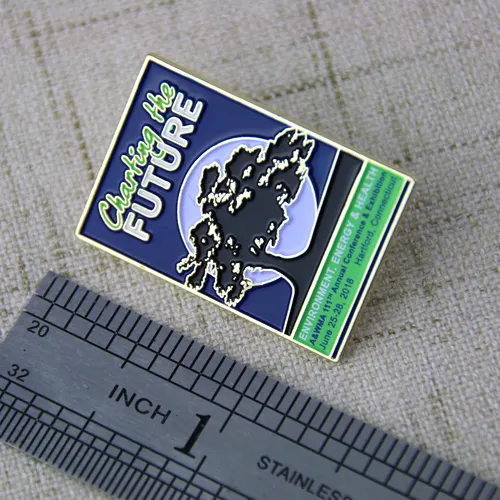 Charting the
FUTURE
ENVIRONMENT, ENERGY & HEALTH
A&WMA 111TH Annual Conference & Exhibition
June 25-28, 2018 Hartford, Connecticut
20
32
INCH 1
STAINLESS